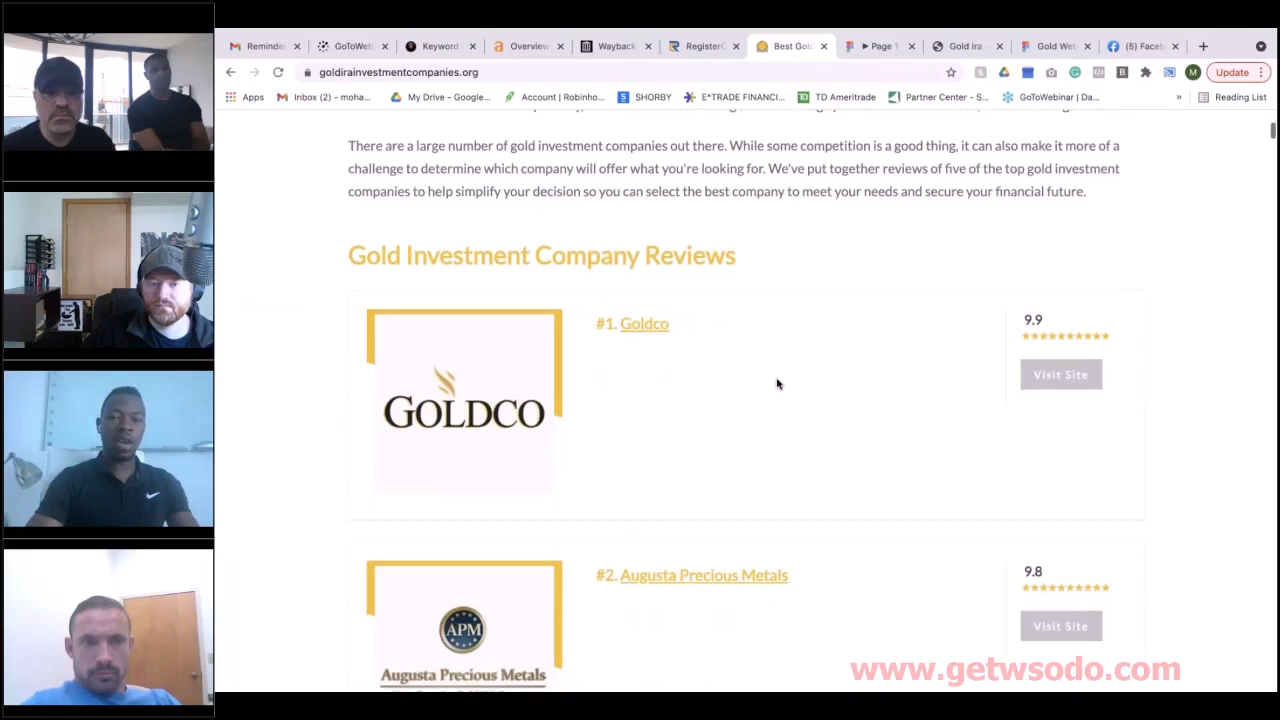 Reminde
GoToWeb
Keyword
Overview
Wayback
RegisterC
Best Gol
Page 1
Gold Ira -
Gold Web
(5) Faceb
goldirainvestmentcompanies.org
M
Update
Apps
Inbox (2) - moha...
My Drive - Google...
Account | Robinho...
SHORBY
E*TRADE FINANCI...
TD Ameritrade
Partner Center - S...
GoToWebinar | Da...
»
Reading List
There are a large number of gold investment companies out there. While some competition is a good thing, it can also make it more of a
challenge to determine which company will offer what you're looking for. We've put together reviews of five of the top gold investment
companies to help simplify your decision so you can select the best company to meet your needs and secure your financial future.
Gold Investment Company Reviews
GOLDCO
#1. Goldco
9.9
Visit Site
APM
Augusta Precious Metals
#2. Augusta Precious Metals
9.8
Visit Site
www.getwsodo.com